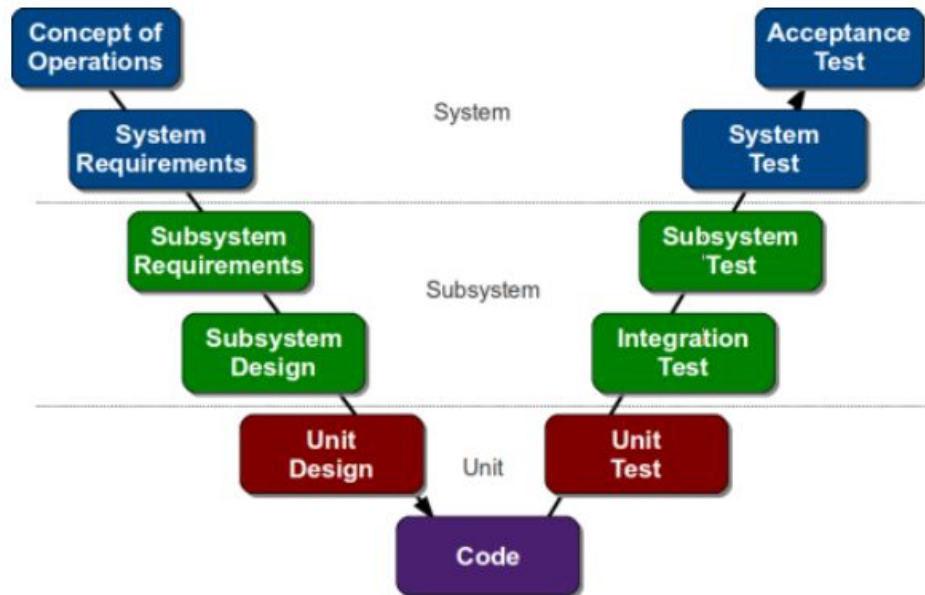 Concept of
Operations
Acceptance
Test
System
System
Requirements
System
Test
Subsystem
Requirements
Subsystem
Test
Subsystem
Subsystem
Design
Integration
Test
Unit
Design
Unit
Unit
Test
Code